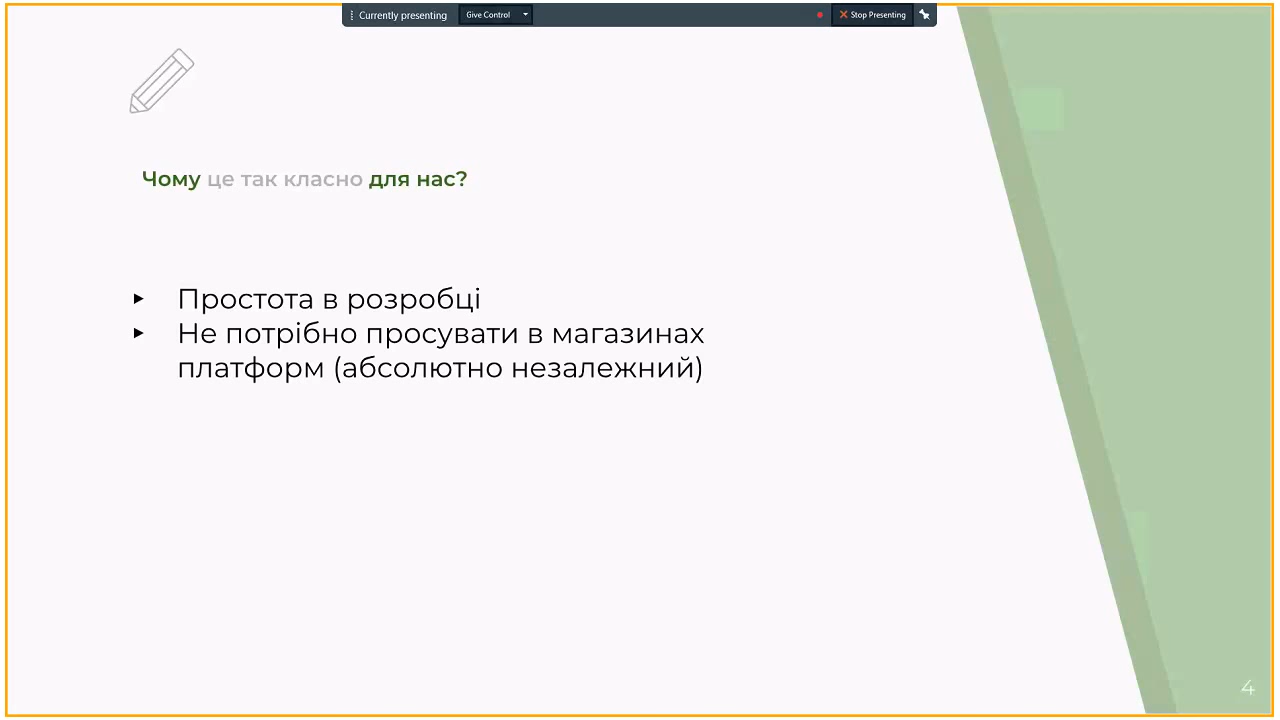 Currently presenting Give Control Stop Presenting
Чому це так класно для нас?
Простота в розробці
Не потрібно просувати в магазинах
платформ (абсолютно незалежний)
4